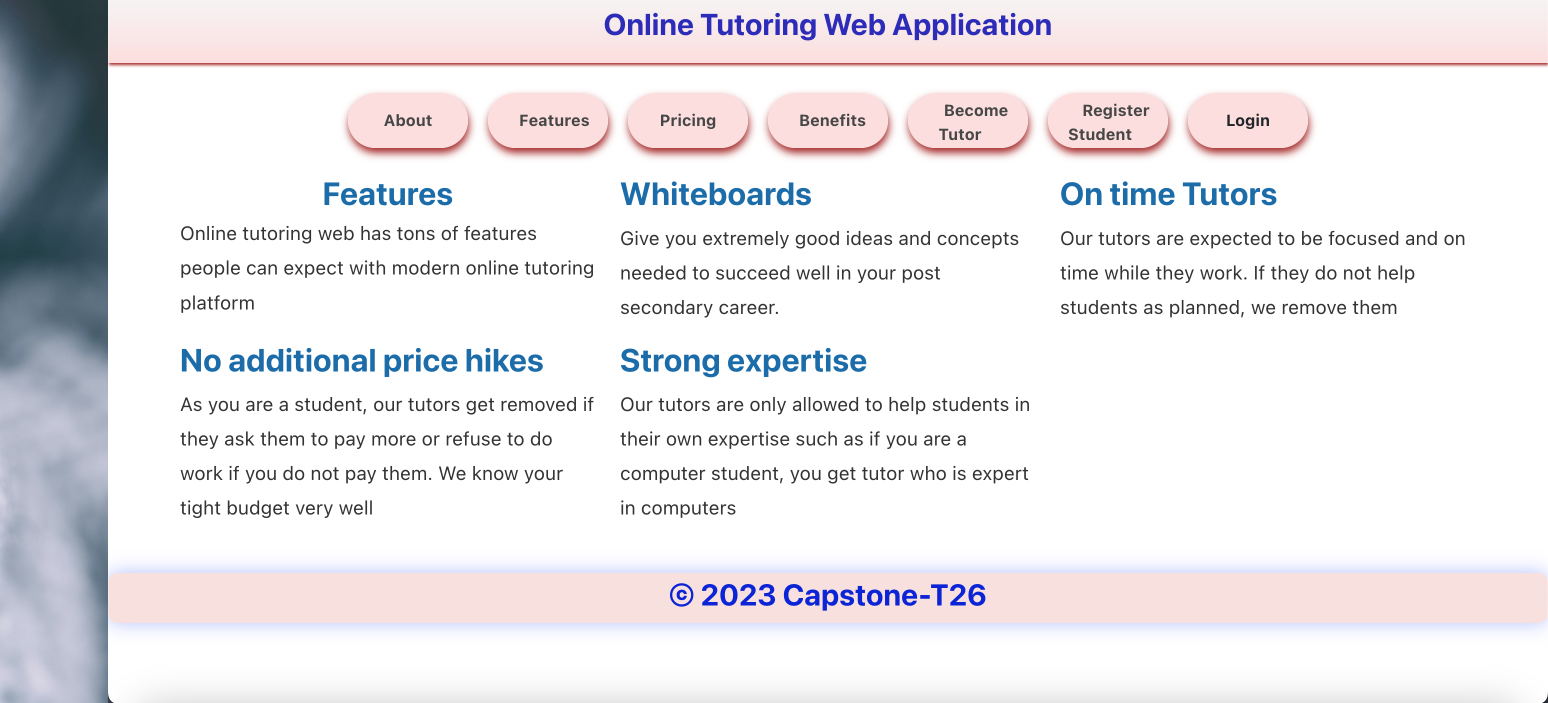 Online Tutoring Web Application
About
Features
Pricing
Benefits
Become
Tutor
Register
Student
Login
Features
Online tutoring web has tons of features
people can expect with modern online tutoring
platform
Whiteboards
Give you extremely good ideas and concepts
needed to succeed well in your post
secondary career.
On time Tutors
Our tutors are expected to be focused and on
time while they work. If they do not help
students as planned, we remove them
No additional price hikes
As you are a student, our tutors get removed if
they ask them to pay more or refuse to do
work if you do not pay them. We know your
tight budget very well
Strong expertise
Our tutors are only allowed to help students in
their own expertise such as if you are a
computer student, you get tutor who is expert
in computers
© 2023 Capstone-T26